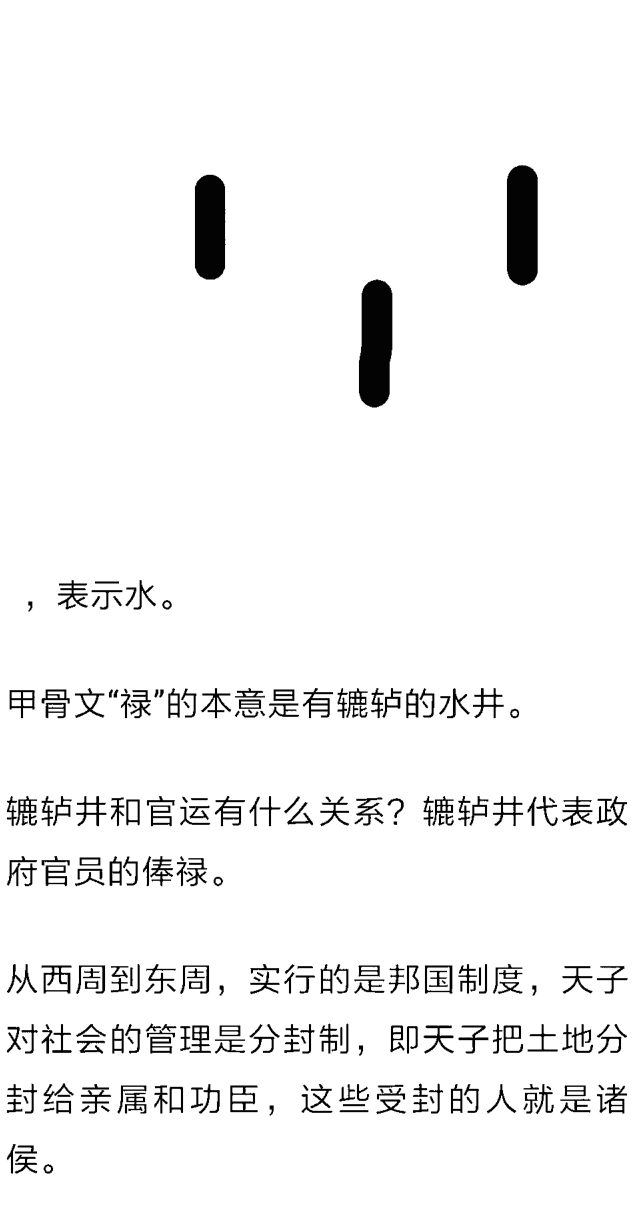 ，表示水。
甲骨文“禄”的本意是有辘轳的水井。
辘轳井和官运有什么关系？辘轳井代表政
府官员的俸禄。
从西周到东周，实行的是邦国制度，天子
对社会的管理是分封制，即天子把土地分
封给亲属和功臣，这些受封的人就是诸
侯。